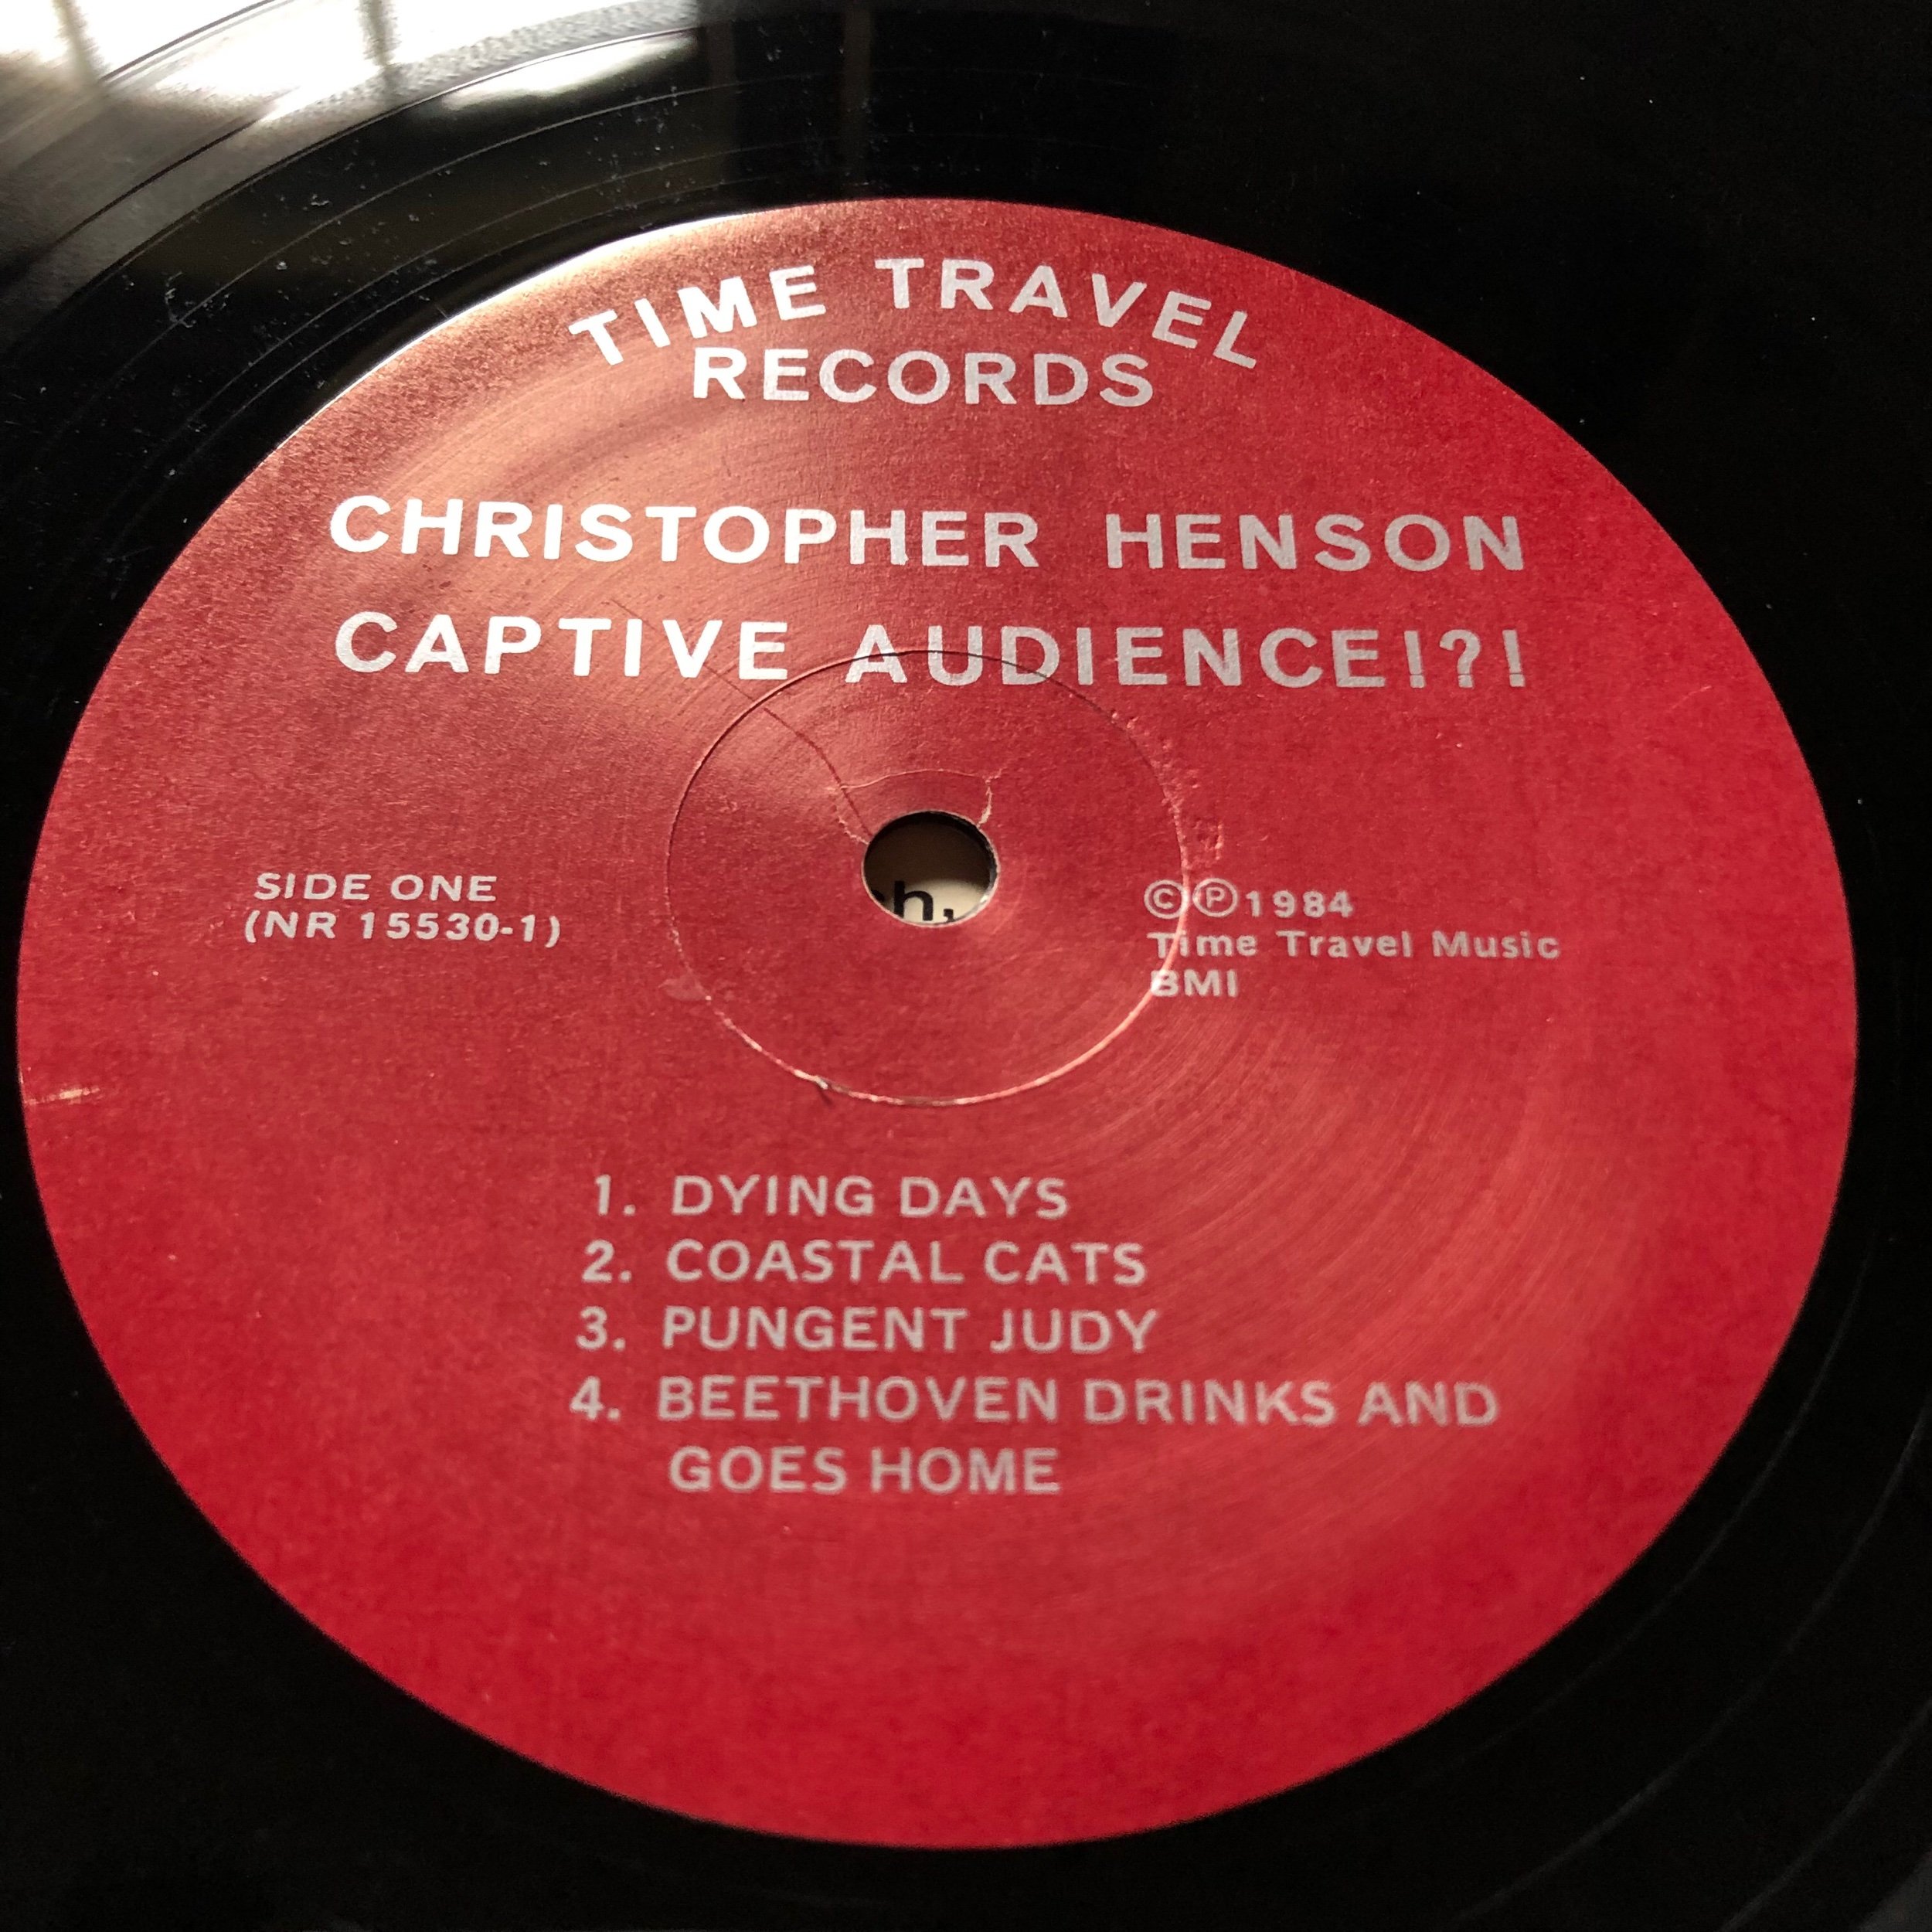 TIME TRAVEL
RECORDS
CHRISTOPHER HENSON
CAPTIVE AUDIENCE!?!
SIDE ONE
(NR 15530-1)
©℗1984
Time Travel Music
BMI
1. DYING DAYS
2. COASTAL CATS
3. PUNGENT JUDY
4. BEETHOVEN DRINKS AND
GOES HOME